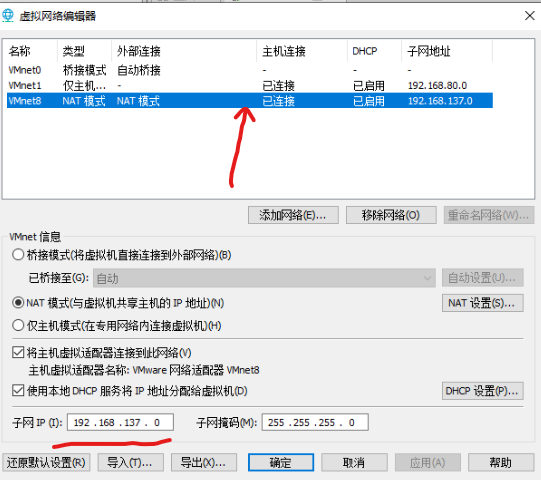 虚拟网络编辑器
名称 类型 外部连接 主机连接 DHCP 子网地址
VMnet0 桥接模式 自动桥接 - - -
VMnet1 仅主机... - 已连接 已启用 192.168.80.0
VMnet8 NAT 模式 NAT 模式 已连接 已启用 192.168.137.0
添加网络(E)... 移除网络(O) 重命名网络(W)...
VMnet 信息
桥接模式(将虚拟机直接连接到外部网络)(B)
已桥接至(G): 自动 自动设置(U)...
NAT 模式(与虚拟机共享主机的 IP 地址)(N) NAT 设置(S)...
仅主机模式(在专用网络内连接虚拟机)(H)
将主机虚拟适配器连接到此网络(V)
主机虚拟适配器名称: VMware 网络适配器 VMnet8
使用本地 DHCP 服务将 IP 地址分配给虚拟机(D) DHCP 设置(P)...
子网 IP (I): 192 . 168 . 137 . 0 子网掩码(M): 255 . 255 . 255 . 0
还原默认设置(R) 导入(T)... 导出(X)... 确定 取消 应用(A) 帮助